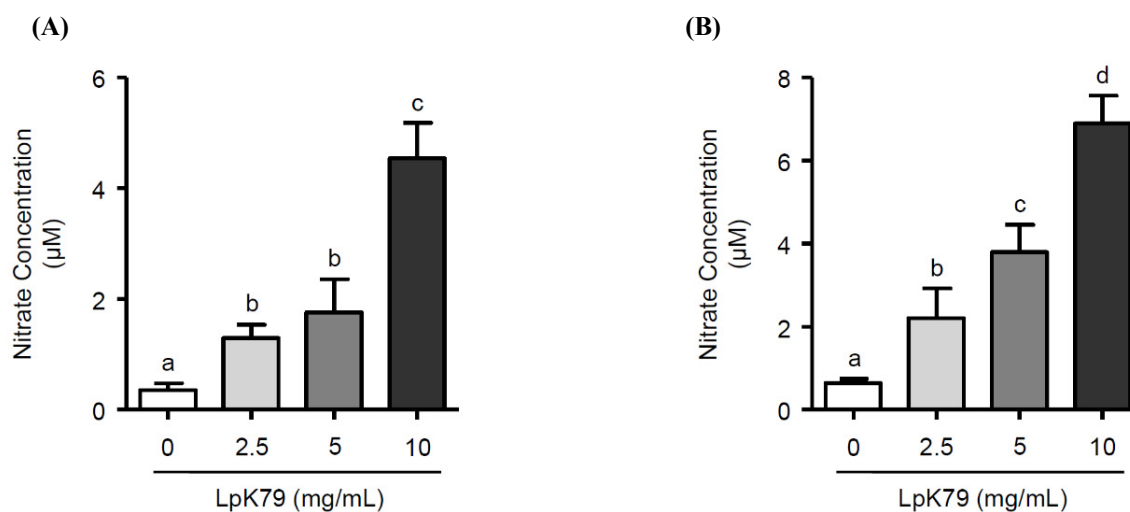 (A)
Nitrate Concentration
(µM)
6
4
2
0
a
b
b
c
0 2.5 5 10
LpK79 (mg/mL)
(B)
Nitrate Concentration
(µM)
8
6
4
2
0
a
b
c
d
0 2.5 5 10
LpK79 (mg/mL)